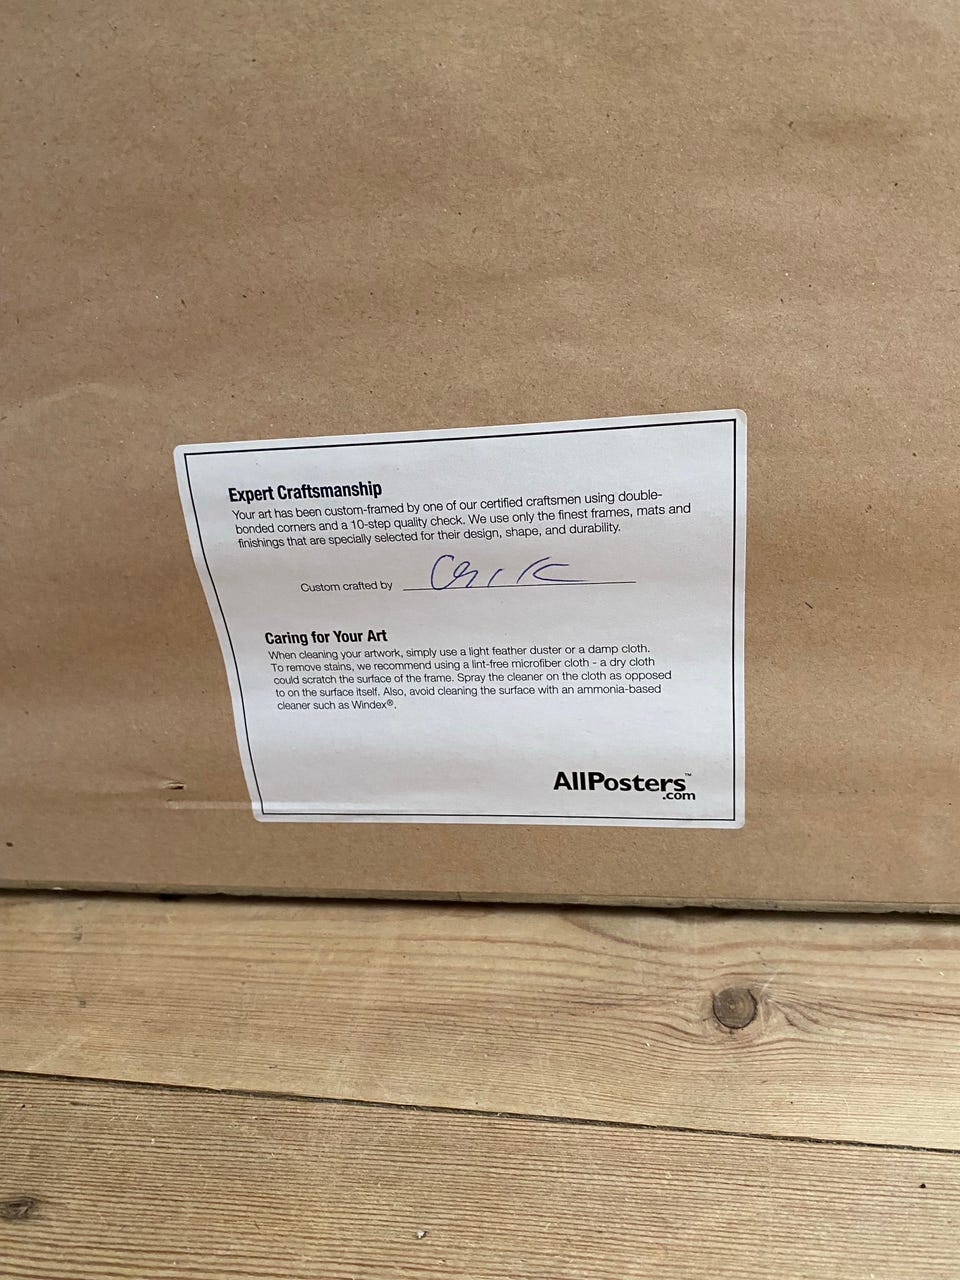 Expert Craftsmanship
Your art has been custom-framed by one of our certified craftsmen using double-
bonded corners and a 10-step quality check. We use only the finest frames, mats and
finishings that are specially selected for their design, shape, and durability.
Custom crafted by
Caring for Your Art
When cleaning your artwork, simply use a light feather duster or a damp cloth.
To remove stains, we recommend using a lint-free microfiber cloth - a dry cloth
could scratch the surface of the frame. Spray the cleaner on the cloth as opposed
to on the surface itself. Also, avoid cleaning the surface with an ammonia-based
cleaner such as Windex®.
AllPosters™
.com